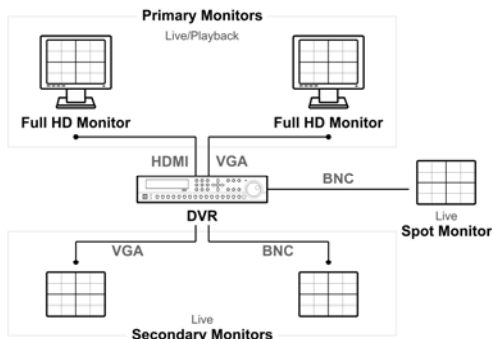 Primary Monitors
Live/Playback
Full HD Monitor
Full HD Monitor
HDMI
VGA
BNC
DVR
Live
Spot Monitor
VGA
BNC
Live
Secondary Monitors